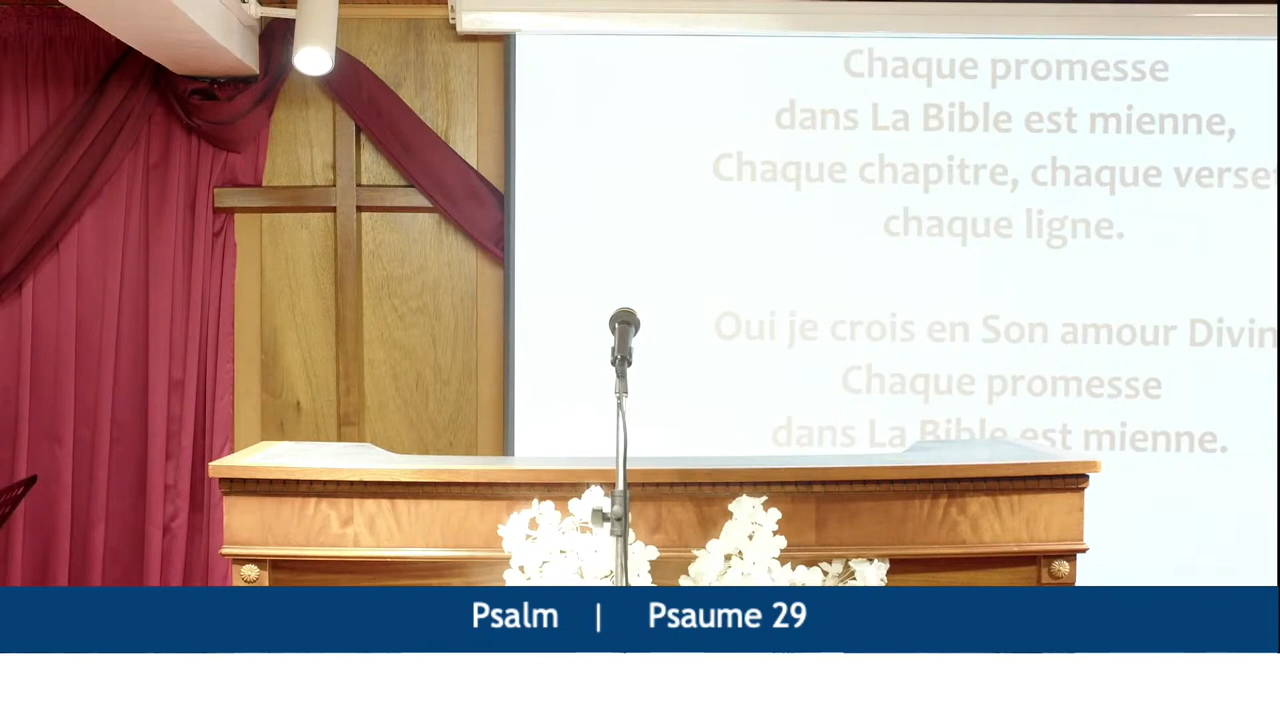 Chaque promesse
dans La Bible est mienne,
Chaque chapitre, chaque verset
chaque ligne.
Oui je crois en Son amour Divin
Chaque promesse
dans La Bible est mienne.
Psalm | Psaume 29